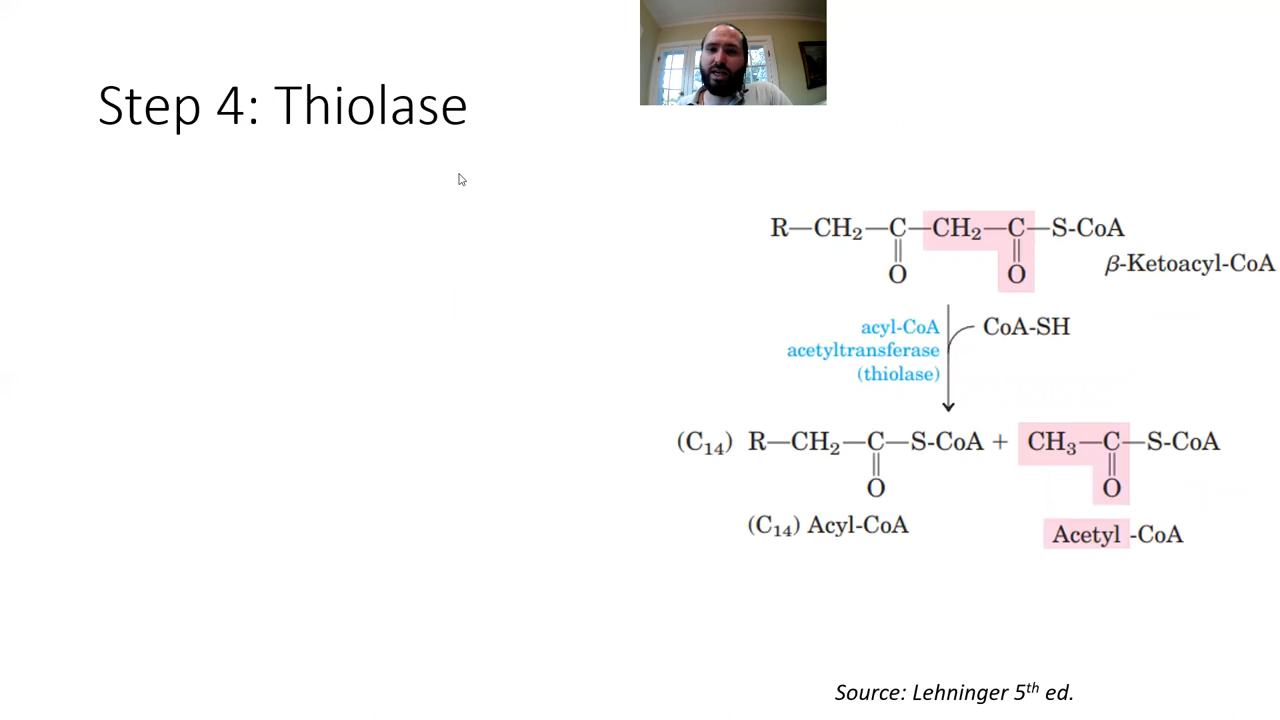 Step 4: Thiolase
R—CH₂—C—CH₂—C—S-CoA
O O
β-Ketoacyl-CoA
acyl-CoA
acetyltransferase
(thiolase)
CoA-SH
(C₁₄) R—CH₂—C—S-CoA + CH₃—C—S-CoA
O O
(C₁₄) Acyl-CoA
Acetyl -CoA
Source: Lehninger 5th ed.